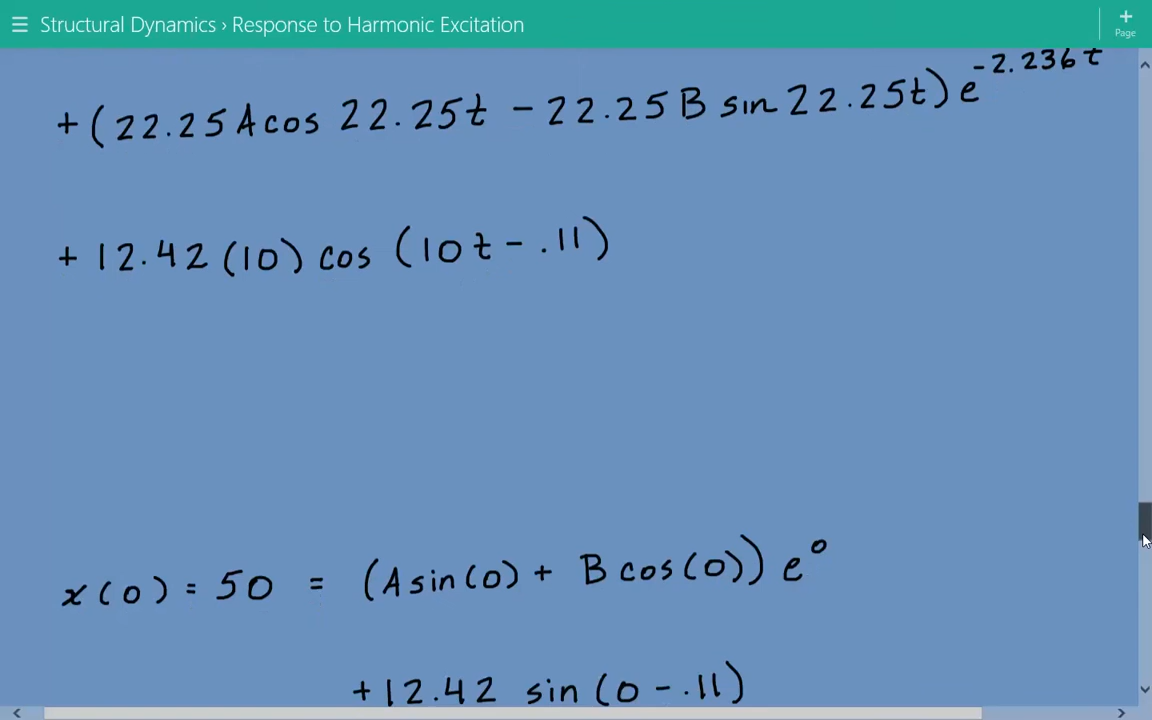 ☰ Structural Dynamics › Response to Harmonic Excitation
+
Page
+(22.25 A cos 22.25t − 22.25 B sin 22.25t) e^-2.236t
+ 12.42 (10) cos (10t − .11)
x(0) = 50 = (A sin(0) + B cos(0)) e^0
+12.42 sin (0 − .11)